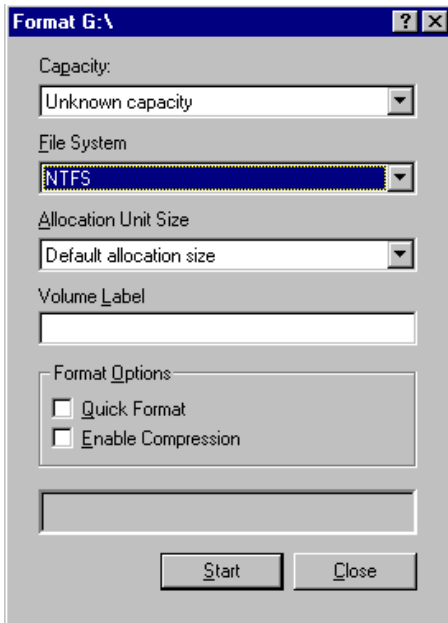 Format G:\
Capacity:
Unknown capacity
File System
NTFS
Allocation Unit Size
Default allocation size
Volume Label
Format Options
Quick Format
Enable Compression
Start Close